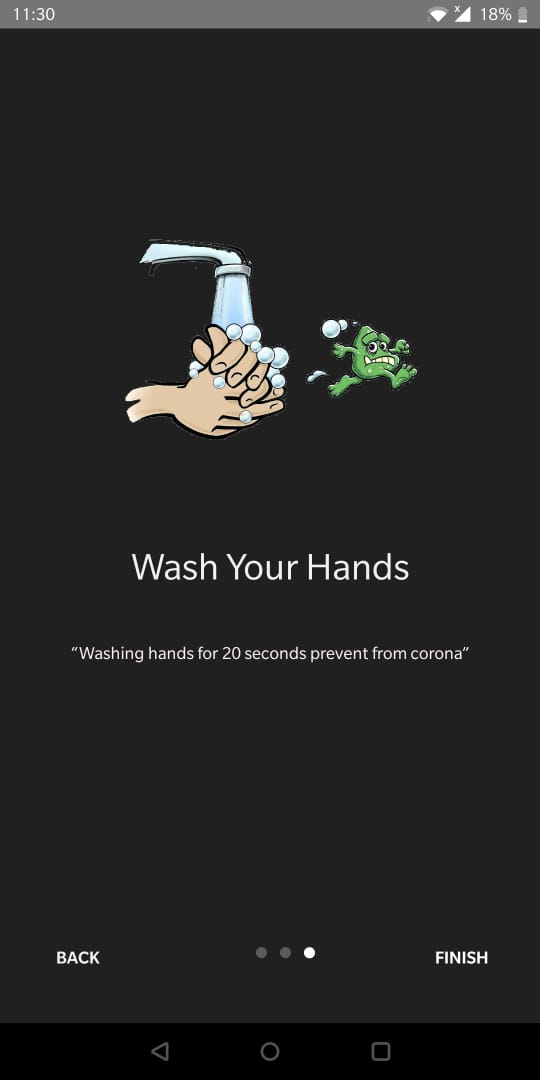 11:30
x
18%
Wash Your Hands
“Washing hands for 20 seconds prevent from corona”
BACK
FINISH